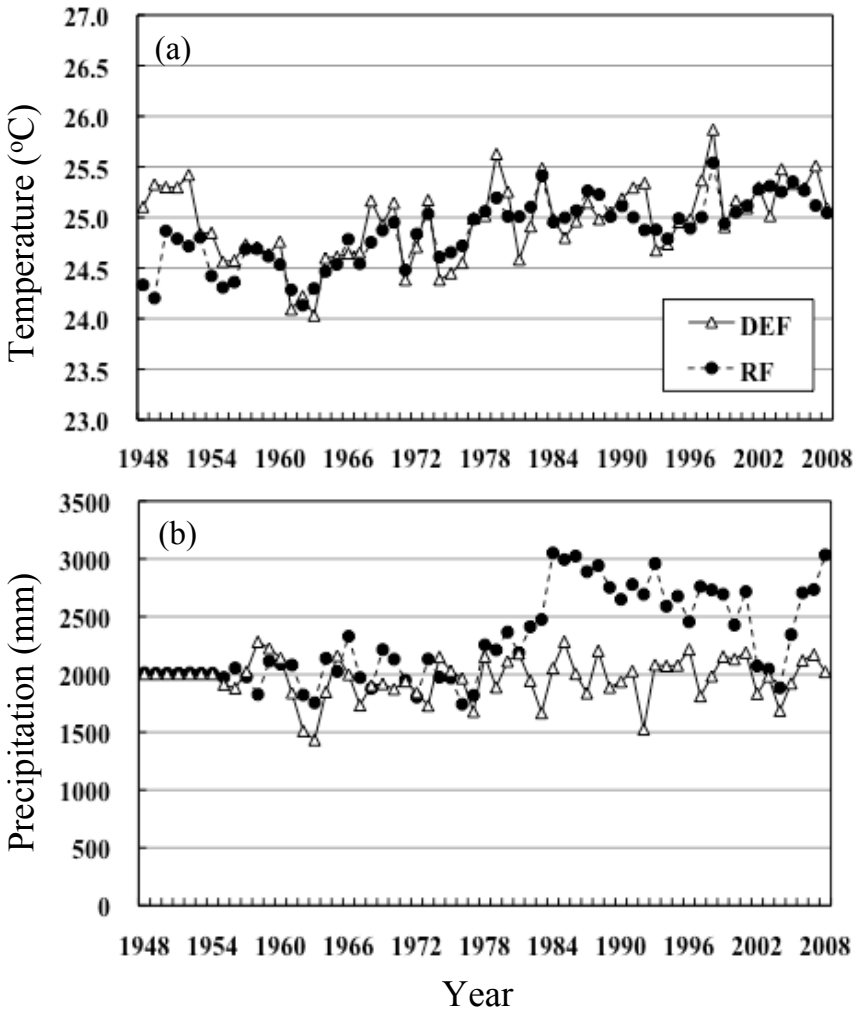 (a)
Temperature (°C)
27.0
26.5
26.0
25.5
25.0
24.5
24.0
23.5
23.0
DEF
RF
1948 1954 1960 1966 1972 1978 1984 1990 1996 2002 2008
(b)
Precipitation (mm)
3500
3000
2500
2000
1500
1000
500
0
1948 1954 1960 1966 1972 1978 1984 1990 1996 2002 2008
Year